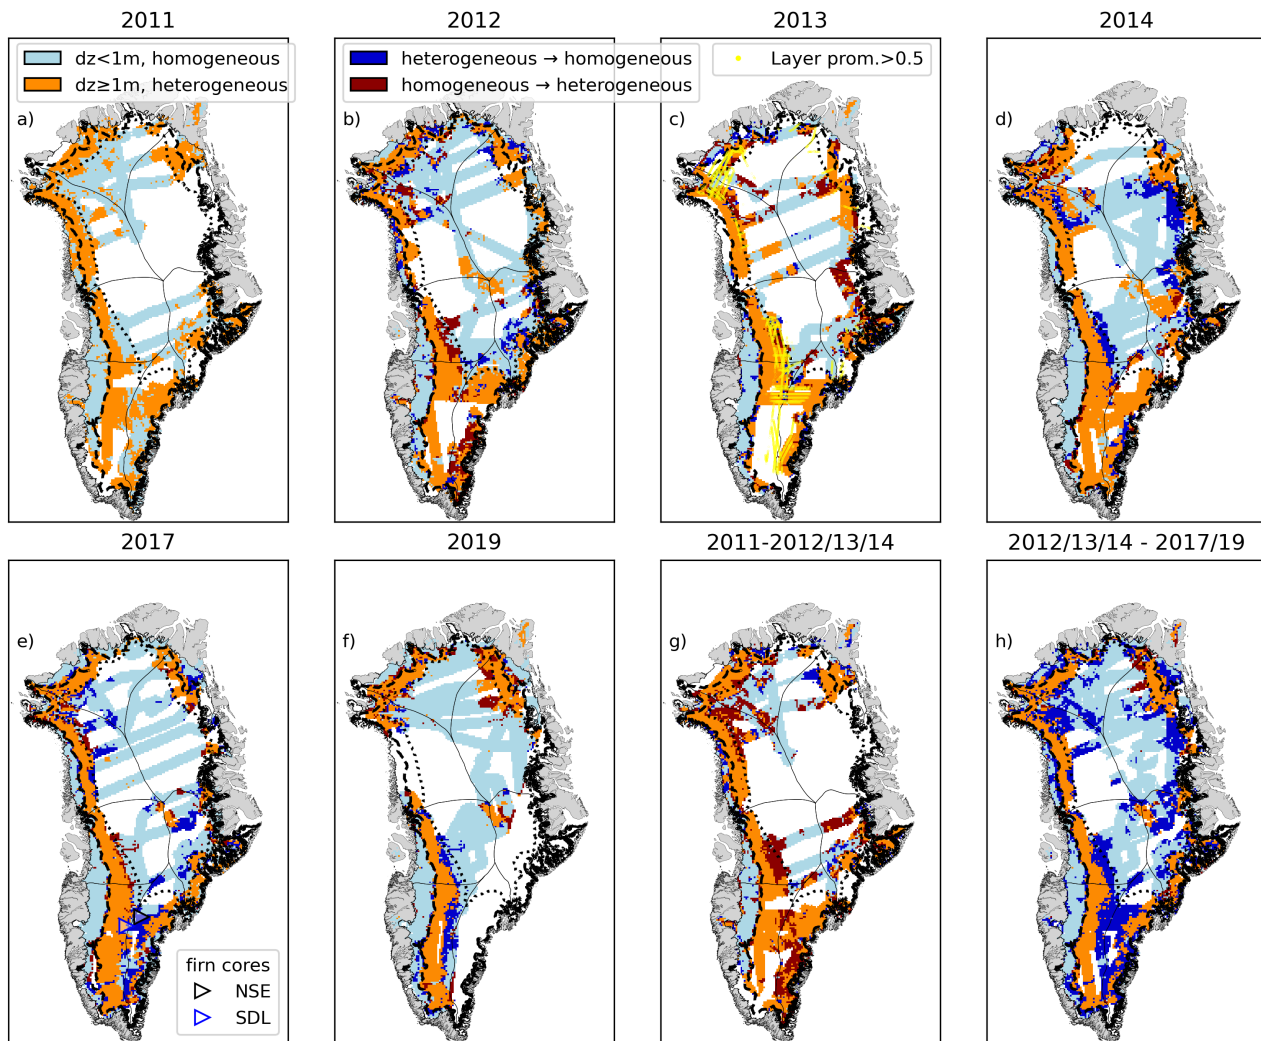 2011
2012
2013
2014
dz<1m, homogeneous
dz≥1m, heterogeneous
heterogeneous → homogeneous
homogeneous → heterogeneous
Layer prom.>0.5
a)
b)
c)
d)
2017
2019
2011-2012/13/14
2012/13/14 - 2017/19
e)
f)
g)
h)
firn cores
NSE
SDL